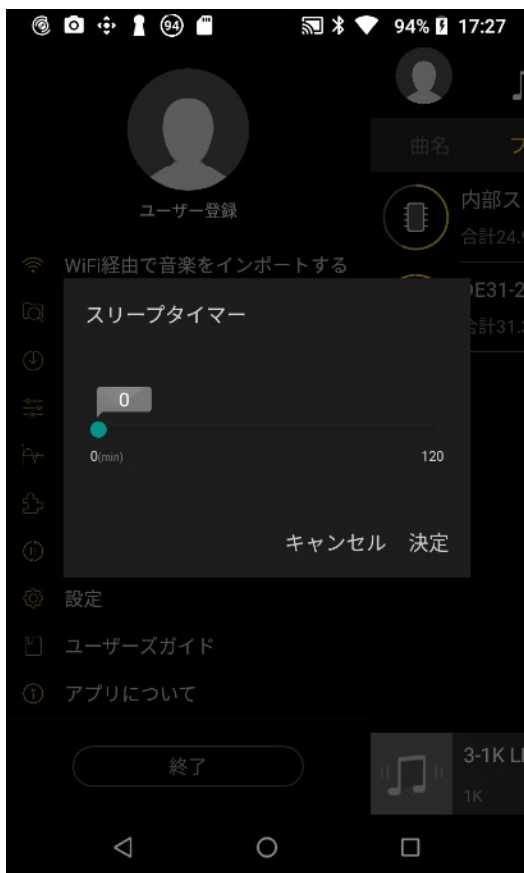 94
94% 17:27
曲名
ユーザー登録
内部ス
合計24.
WiFi経由で音楽をインポートする
スリープタイマー
E31-2
合計31.
0
0(min)
120
キャンセル 決定
設定
ユーザーズガイド
アプリについて
終了
3-1K
1K